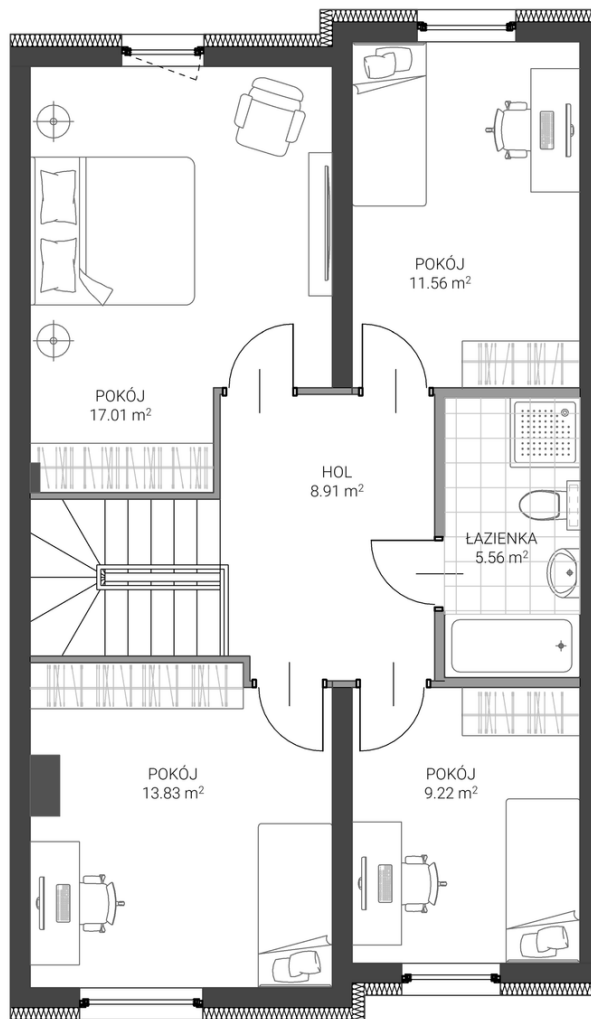 POKÓJ
11.56 m²
POKÓJ
17.01 m²
HOL
8.91 m²
ŁAZIENKA
5.56 m²
POKÓJ
13.83 m²
POKÓJ
9.22 m²